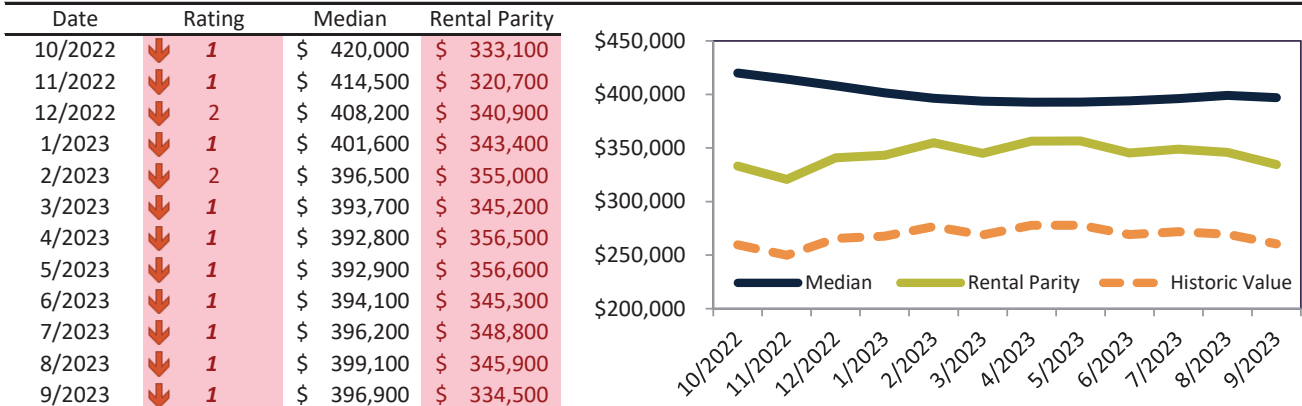 Date Rating Median Rental Parity
10/2022 1 $ 420,000 $ 333,100
11/2022 1 $ 414,500 $ 320,700
12/2022 2 $ 408,200 $ 340,900
1/2023 1 $ 401,600 $ 343,400
2/2023 2 $ 396,500 $ 355,000
3/2023 1 $ 393,700 $ 345,200
4/2023 1 $ 392,800 $ 356,500
5/2023 1 $ 392,900 $ 356,600
6/2023 1 $ 394,100 $ 345,300
7/2023 1 $ 396,200 $ 348,800
8/2023 1 $ 399,100 $ 345,900
9/2023 1 $ 396,900 $ 334,500
$450,000
$400,000
$350,000
$300,000
$250,000
$200,000
Median Rental Parity Historic Value
10/2022 11/2022 12/2022 1/2023 2/2023 3/2023 4/2023 5/2023 6/2023 7/2023 8/2023 9/2023